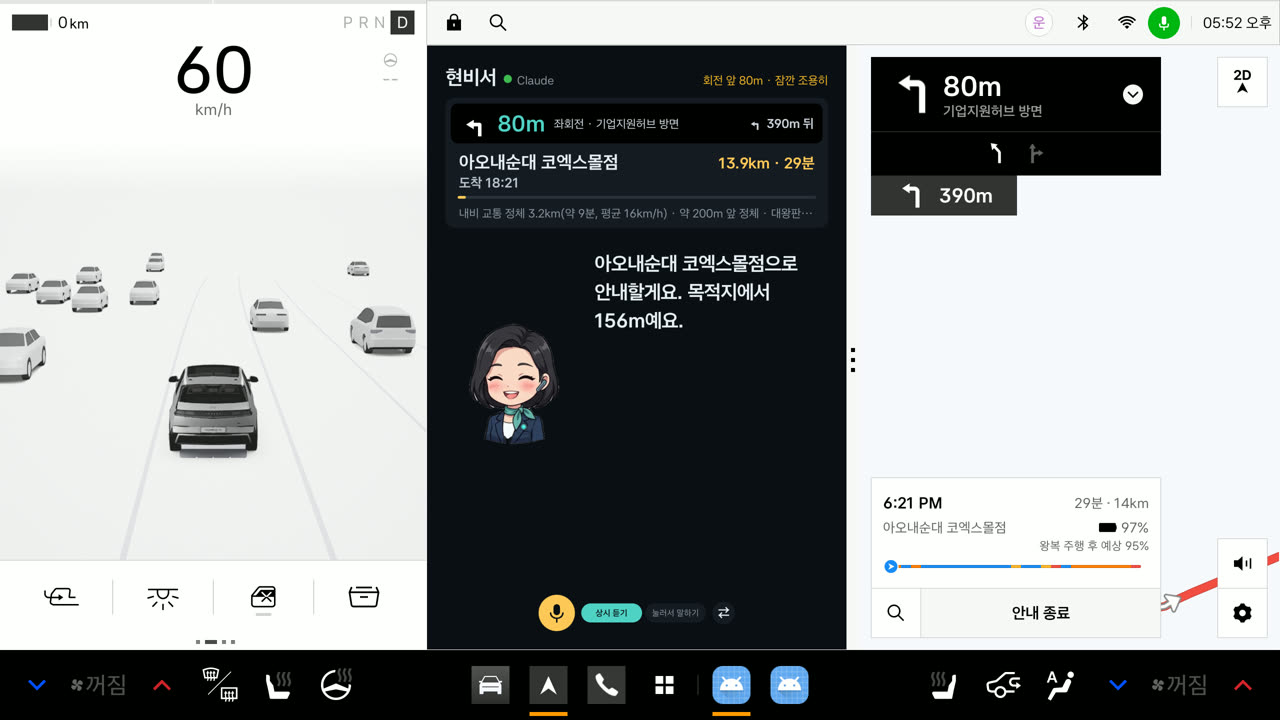 0km
P R N D
60
km/h
운
05:52 오후
현비서 Claude
회전 앞 80m · 잠깐 조용히
80m 좌회전 · 기업지원허브 방면
390m 뒤
아오내순대 코엑스몰점
13.9km · 29분
도착 18:21
내비 교통 정체 3.2km(약 9분, 평균 16km/h) · 약 200m 앞 정체 · 대왕판…
아오내순대 코엑스몰점으로
안내할게요. 목적지에서
156m예요.
상시 듣기
눌러서 말하기
80m
기업지원허브 방면
390m
2D
6:21 PM
29분 · 14km
아오내순대 코엑스몰점
97%
왕복 주행 후 예상 95%
안내 종료
꺼짐
A
꺼짐